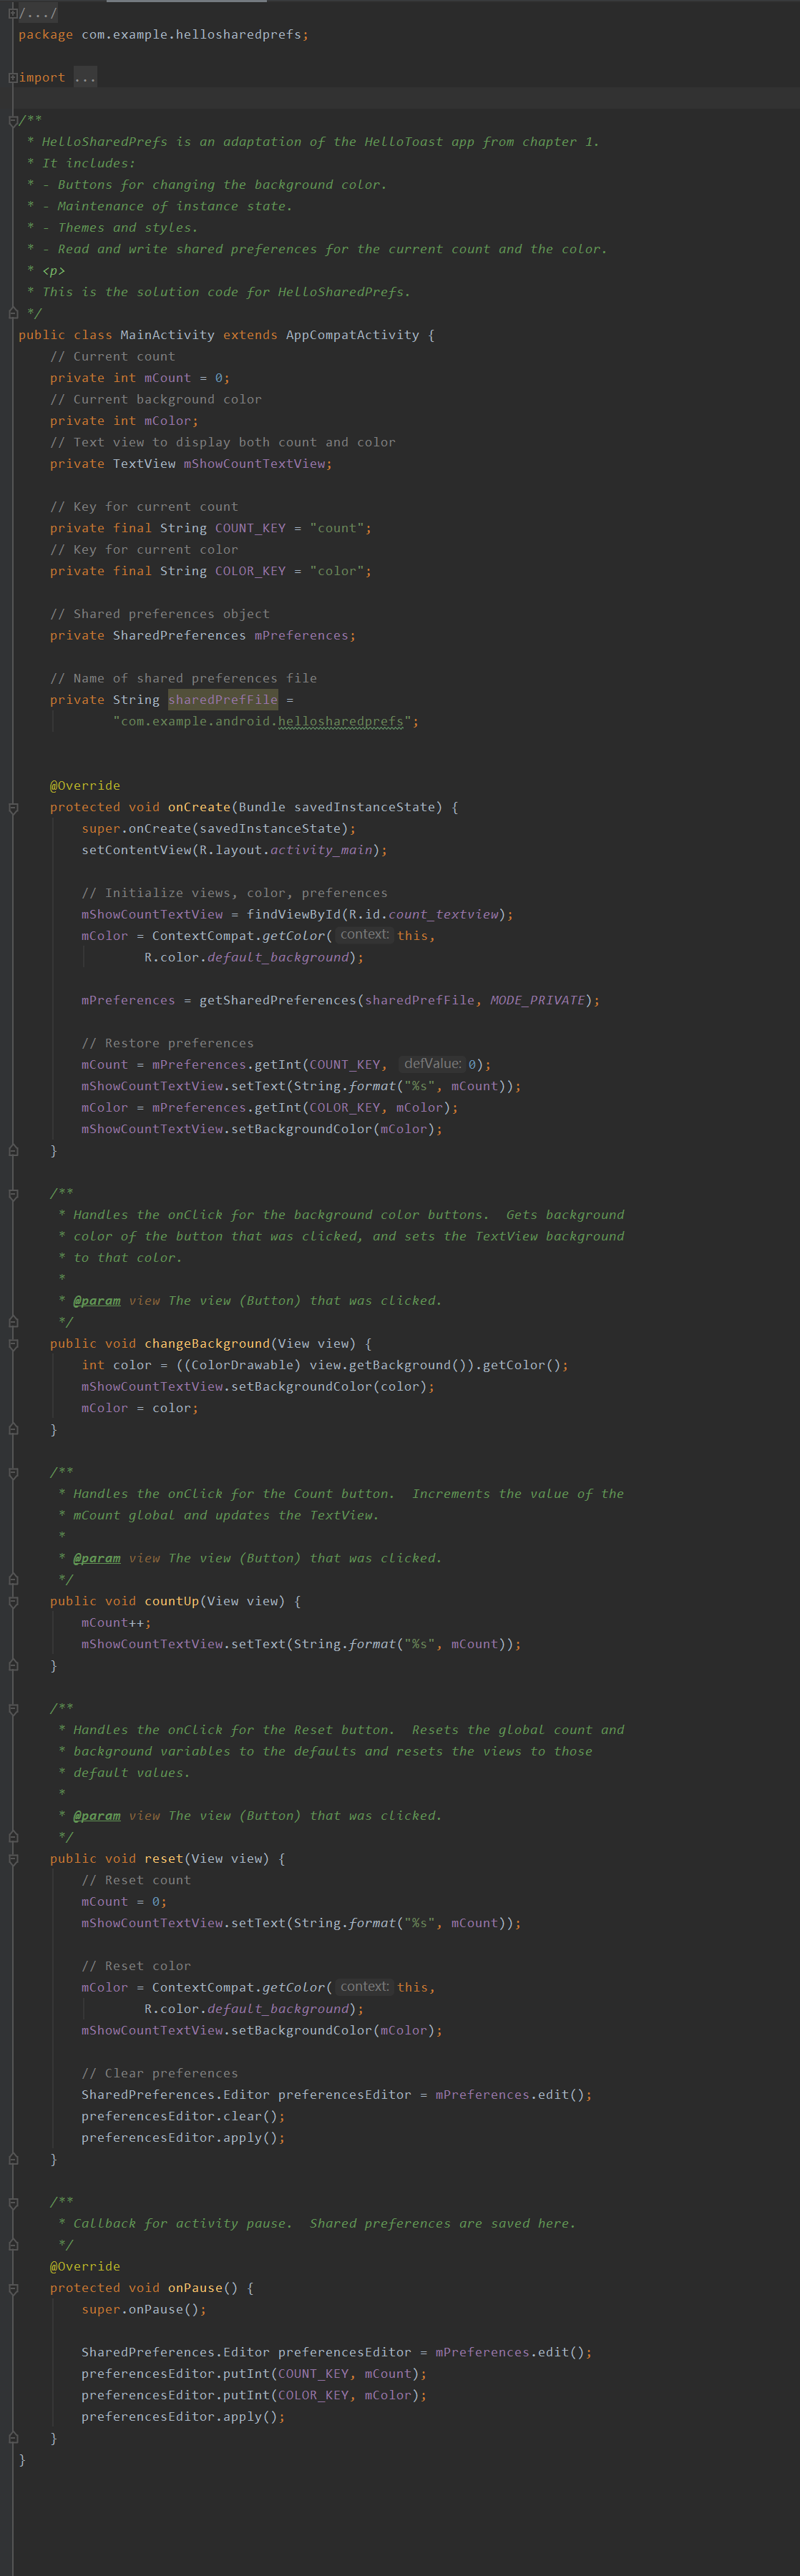 /.../
package com.example.hellosharedprefs;
import ...
/**
 * HelloSharedPrefs is an adaptation of the HelloToast app from chapter 1.
 * It includes:
 * - Buttons for changing the background color.
 * - Maintenance of instance state.
 * - Themes and styles.
 * - Read and write shared preferences for the current count and the color.
 * <p>
 * This is the solution code for HelloSharedPrefs.
 */
public class MainActivity extends AppCompatActivity {
    // Current count
    private int mCount = 0;
    // Current background color
    private int mColor;
    // Text view to display both count and color
    private TextView mShowCountTextView;

    // Key for current count
    private final String COUNT_KEY = "count";
    // Key for current color
    private final String COLOR_KEY = "color";

    // Shared preferences object
    private SharedPreferences mPreferences;

    // Name of shared preferences file
    private String sharedPrefFile =
            "com.example.android.hellosharedprefs";

    @Override
    protected void onCreate(Bundle savedInstanceState) {
        super.onCreate(savedInstanceState);
        setContentView(R.layout.activity_main);

        // Initialize views, color, preferences
        mShowCountTextView = findViewById(R.id.count_textview);
        mColor = ContextCompat.getColor( context: this,
                R.color.default_background);

        mPreferences = getSharedPreferences(sharedPrefFile, MODE_PRIVATE);

        // Restore preferences
        mCount = mPreferences.getInt(COUNT_KEY, defValue: 0);
        mShowCountTextView.setText(String.format("%s", mCount));
        mColor = mPreferences.getInt(COLOR_KEY, mColor);
        mShowCountTextView.setBackgroundColor(mColor);
    }

    /**
     * Handles the onClick for the background color buttons.  Gets background
     * color of the button that was clicked, and sets the TextView background
     * to that color.
     *
     * @param view The view (Button) that was clicked.
     */
    public void changeBackground(View view) {
        int color = ((ColorDrawable) view.getBackground()).getColor();
        mShowCountTextView.setBackgroundColor(color);
        mColor = color;
    }

    /**
     * Handles the onClick for the Count button.  Increments the value of the
     * mCount global and updates the TextView.
     *
     * @param view The view (Button) that was clicked.
     */
    public void countUp(View view) {
        mCount++;
        mShowCountTextView.setText(String.format("%s", mCount));
    }

    /**
     * Handles the onClick for the Reset button.  Resets the global count and
     * background variables to the defaults and resets the views to those
     * default values.
     *
     * @param view The view (Button) that was clicked.
     */
    public void reset(View view) {
        // Reset count
        mCount = 0;
        mShowCountTextView.setText(String.format("%s", mCount));

        // Reset color
        mColor = ContextCompat.getColor( context: this,
                R.color.default_background);
        mShowCountTextView.setBackgroundColor(mColor);

        // Clear preferences
        SharedPreferences.Editor preferencesEditor = mPreferences.edit();
        preferencesEditor.clear();
        preferencesEditor.apply();
    }

    /**
     * Callback for activity pause.  Shared preferences are saved here.
     */
    @Override
    protected void onPause() {
        super.onPause();

        SharedPreferences.Editor preferencesEditor = mPreferences.edit();
        preferencesEditor.putInt(COUNT_KEY, mCount);
        preferencesEditor.putInt(COLOR_KEY, mColor);
        preferencesEditor.apply();
    }
}